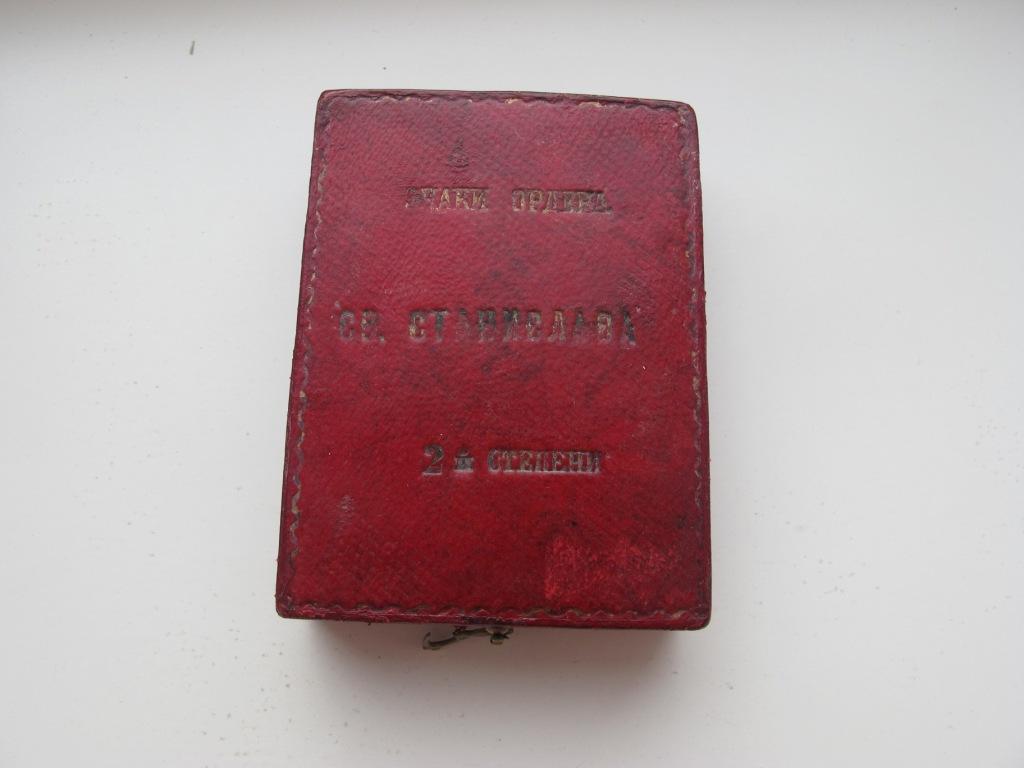 ЗНАКИ ОРДЕНА
СВ. СТАНИСЛАВА
2й СТЕПЕНИ